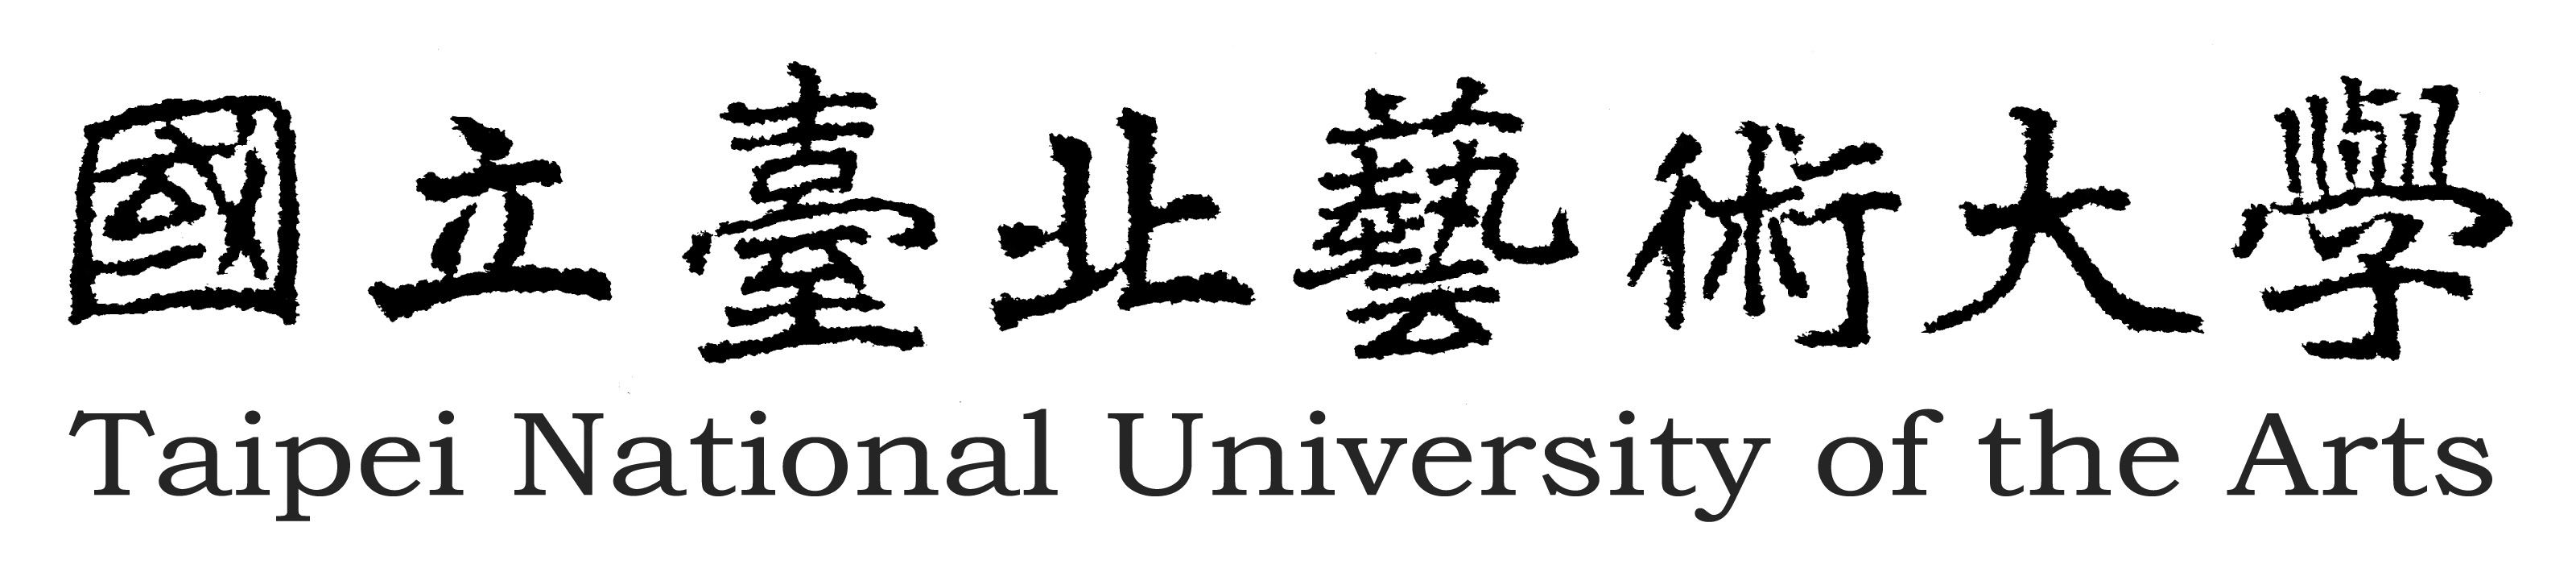 國立臺北藝術大學
Taipei National University of the Arts